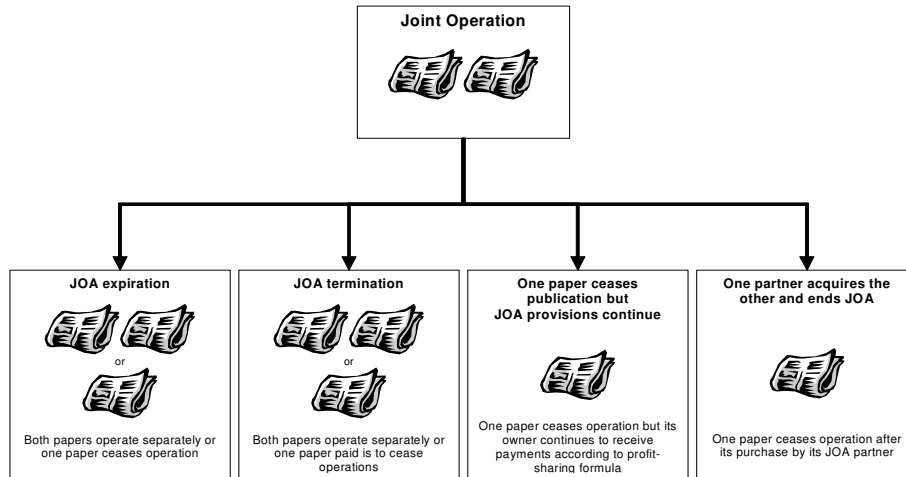 Joint Operation
JOA expiration
or
Both papers operate separately or
one paper ceases operation
JOA termination
or
Both papers operate separately or
one paper paid is to cease
operations
One paper ceases
publication but
JOA provisions continue
One paper ceases operation but its
owner continues to receive
payments according to profit-
sharing formula
One partner acquires the
other and ends JOA
One paper ceases operation after
its purchase by its JOA partner